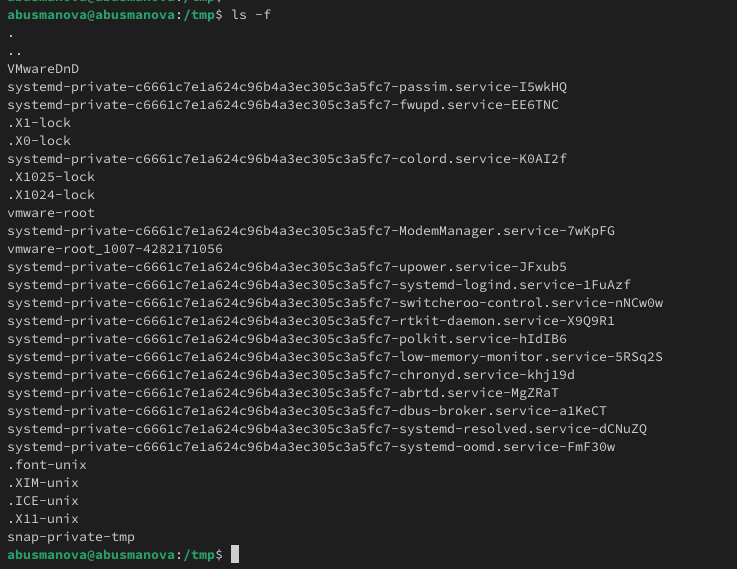 abusmanova@abusmanova:/tmp$ ls -f
.
..
VMwareDnD
systemd-private-c6661c7e1a624c96b4a3ec305c3a5fc7-passim.service-I5wkHQ
systemd-private-c6661c7e1a624c96b4a3ec305c3a5fc7-fwupd.service-EE6TNC
.X1-lock
.X0-lock
systemd-private-c6661c7e1a624c96b4a3ec305c3a5fc7-colord.service-K0AI2f
.X1025-lock
.X1024-lock
vmware-root
systemd-private-c6661c7e1a624c96b4a3ec305c3a5fc7-ModemManager.service-7wKpFG
vmware-root_1007-4282171056
systemd-private-c6661c7e1a624c96b4a3ec305c3a5fc7-upower.service-JFxub5
systemd-private-c6661c7e1a624c96b4a3ec305c3a5fc7-systemd-logind.service-1FuAzf
systemd-private-c6661c7e1a624c96b4a3ec305c3a5fc7-switcheroo-control.service-nNCw0w
systemd-private-c6661c7e1a624c96b4a3ec305c3a5fc7-rtkit-daemon.service-X9Q9R1
systemd-private-c6661c7e1a624c96b4a3ec305c3a5fc7-polkit.service-hIdIB6
systemd-private-c6661c7e1a624c96b4a3ec305c3a5fc7-low-memory-monitor.service-5RSq2S
systemd-private-c6661c7e1a624c96b4a3ec305c3a5fc7-chronyd.service-khj19d
systemd-private-c6661c7e1a624c96b4a3ec305c3a5fc7-abrtd.service-MgZRaT
systemd-private-c6661c7e1a624c96b4a3ec305c3a5fc7-dbus-broker.service-a1KeCT
systemd-private-c6661c7e1a624c96b4a3ec305c3a5fc7-systemd-resolved.service-dCNuZQ
systemd-private-c6661c7e1a624c96b4a3ec305c3a5fc7-systemd-oomd.service-FmF30w
.font-unix
.XIM-unix
.ICE-unix
.X11-unix
snap-private-tmp
abusmanova@abusmanova:/tmp$